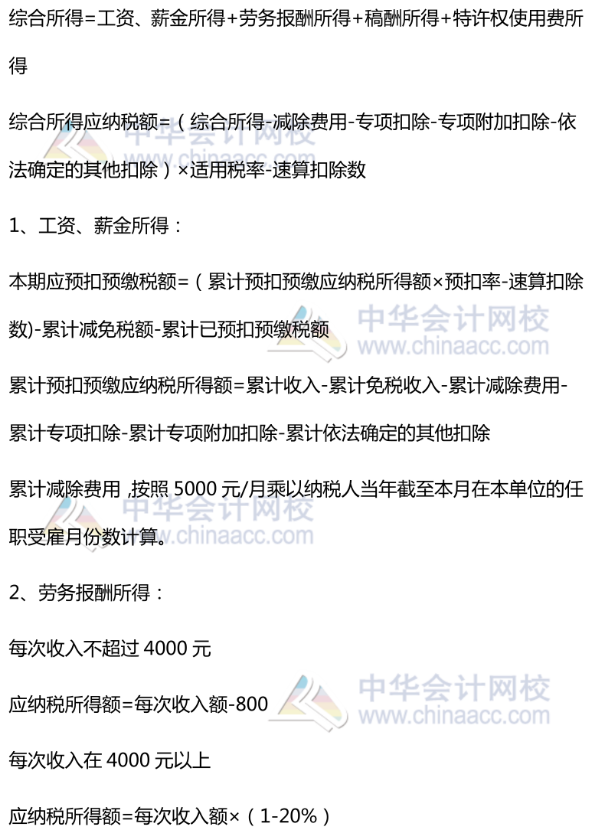 综合所得=工资、薪金所得+劳务报酬所得+稿酬所得+特许权使用费所
得
综合所得应纳税额=（综合所得-减除费用-专项扣除-专项附加扣除-依
法确定的其他扣除）×适用税率-速算扣除数
中华会计网校
www.chinaacc.com
1、工资、薪金所得：
本期应预扣预缴税额=（累计预扣预缴应纳税所得额×预扣率-速算扣除
数)-累计减免税额-累计已预扣预缴税额
中华会计网校
www.chinaacc.com
累计预扣预缴应纳税所得额=累计收入-累计免税收入-累计减除费用-
累计专项扣除-累计专项附加扣除-累计依法确定的其他扣除
累计减除费用,按照 5000 元/月乘以纳税人当年截至本月在本单位的任
职受雇月份数计算。
中华会计网校
www.chinaacc.com
2、劳务报酬所得：
每次收入不超过 4000 元
应纳税所得额=每次收入额-800
中华会计网校
www.chinaacc.com
每次收入在 4000 元以上
应纳税所得额=每次收入额×（1-20%）